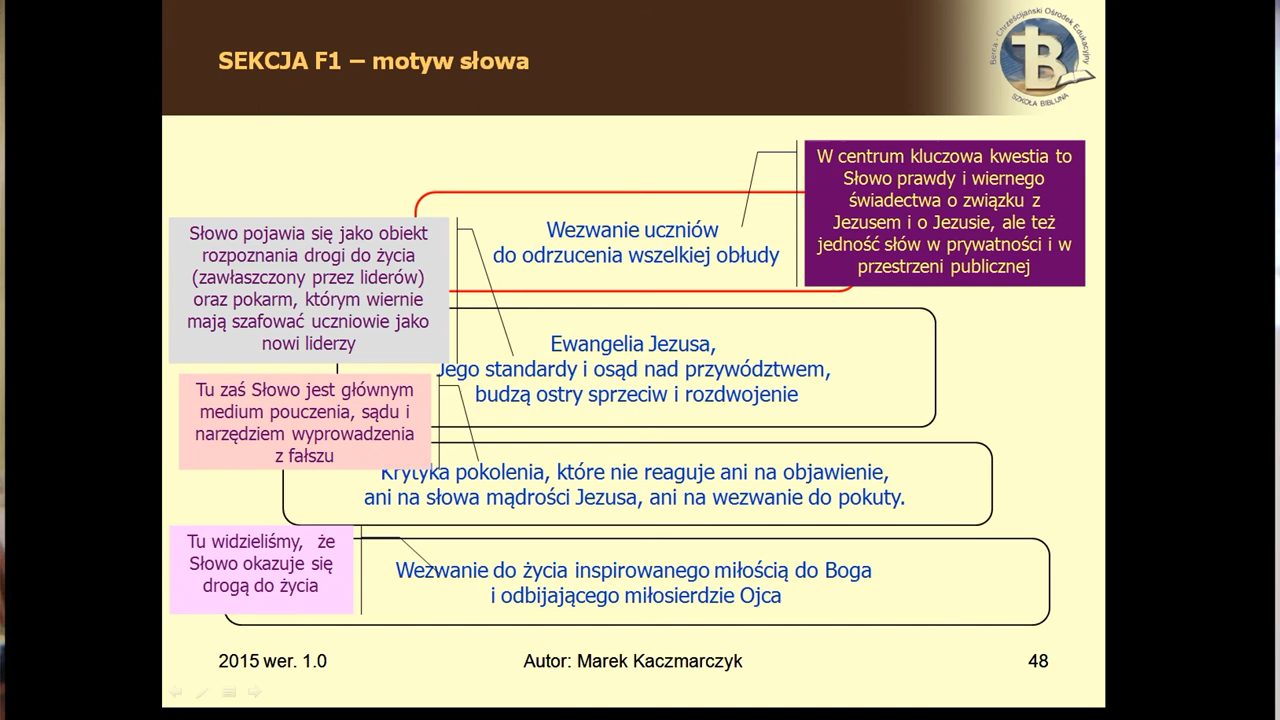 SEKCJA F1 – motyw słowa
Berea - Chrześcijański Ośrodek Edukacyjny
SZKOŁA BIBLIJNA
W centrum kluczowa kwestia to
Słowo prawdy i wiernego
świadectwa o związku z
Jezusem i o Jezusie, ale też
jedność słów w prywatności i w
przestrzeni publicznej
Wezwanie uczniów
do odrzucenia wszelkiej obłudy
Słowo pojawia się jako obiekt
rozpoznania drogi do życia
(zawłaszczony przez liderów)
oraz pokarm, którym wiernie
mają szafować uczniowie jako
nowi liderzy
Ewangelia Jezusa,
Jego standardy i osąd nad przywództwem,
budzą ostry sprzeciw i rozdwojenie
Tu zaś Słowo jest głównym
medium pouczenia, sądu i
narzędziem wyprowadzenia
z fałszu
Krytyka pokolenia, które nie reaguje ani na objawienie,
ani na słowa mądrości Jezusa, ani na wezwanie do pokuty.
Tu widzieliśmy, że
Słowo okazuje się
drogą do życia
Wezwanie do życia inspirowanego miłością do Boga
i odbijającego miłosierdzie Ojca
2015 wer. 1.0
Autor: Marek Kaczmarczyk
48